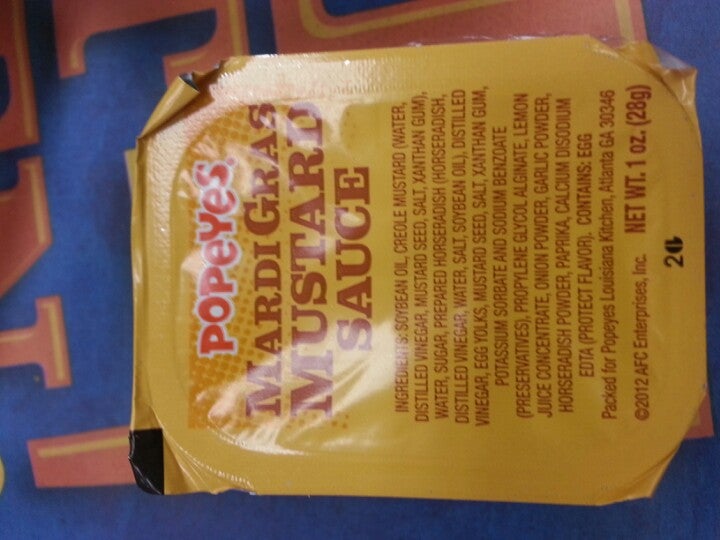 POPEYES
MARDI GRAS
MUSTARD
SAUCE
INGREDIENTS: SOYBEAN OIL, CREOLE MUSTARD (WATER,
DISTILLED VINEGAR, MUSTARD SEED, SALT, XANTHAN GUM),
WATER, SUGAR, PREPARED HORSERADISH (HORSERADISH,
DISTILLED VINEGAR, WATER, SALT, SOYBEAN OIL), DISTILLED
VINEGAR, EGG YOLKS, MUSTARD SEED, SALT, XANTHAN GUM,
POTASSIUM SORBATE AND SODIUM BENZOATE
(PRESERVATIVES), PROPYLENE GLYCOL ALGINATE, LEMON
JUICE CONCENTRATE, ONION POWDER, GARLIC POWDER,
HORSERADISH POWDER, PAPRIKA, CALCIUM DISODIUM
EDTA (PROTECT FLAVOR). CONTAINS: EGG
Packed for Popeyes Louisiana Kitchen, Atlanta GA 30346
©2012 AFC Enterprises, Inc. NET WT. 1 oz. (28g)